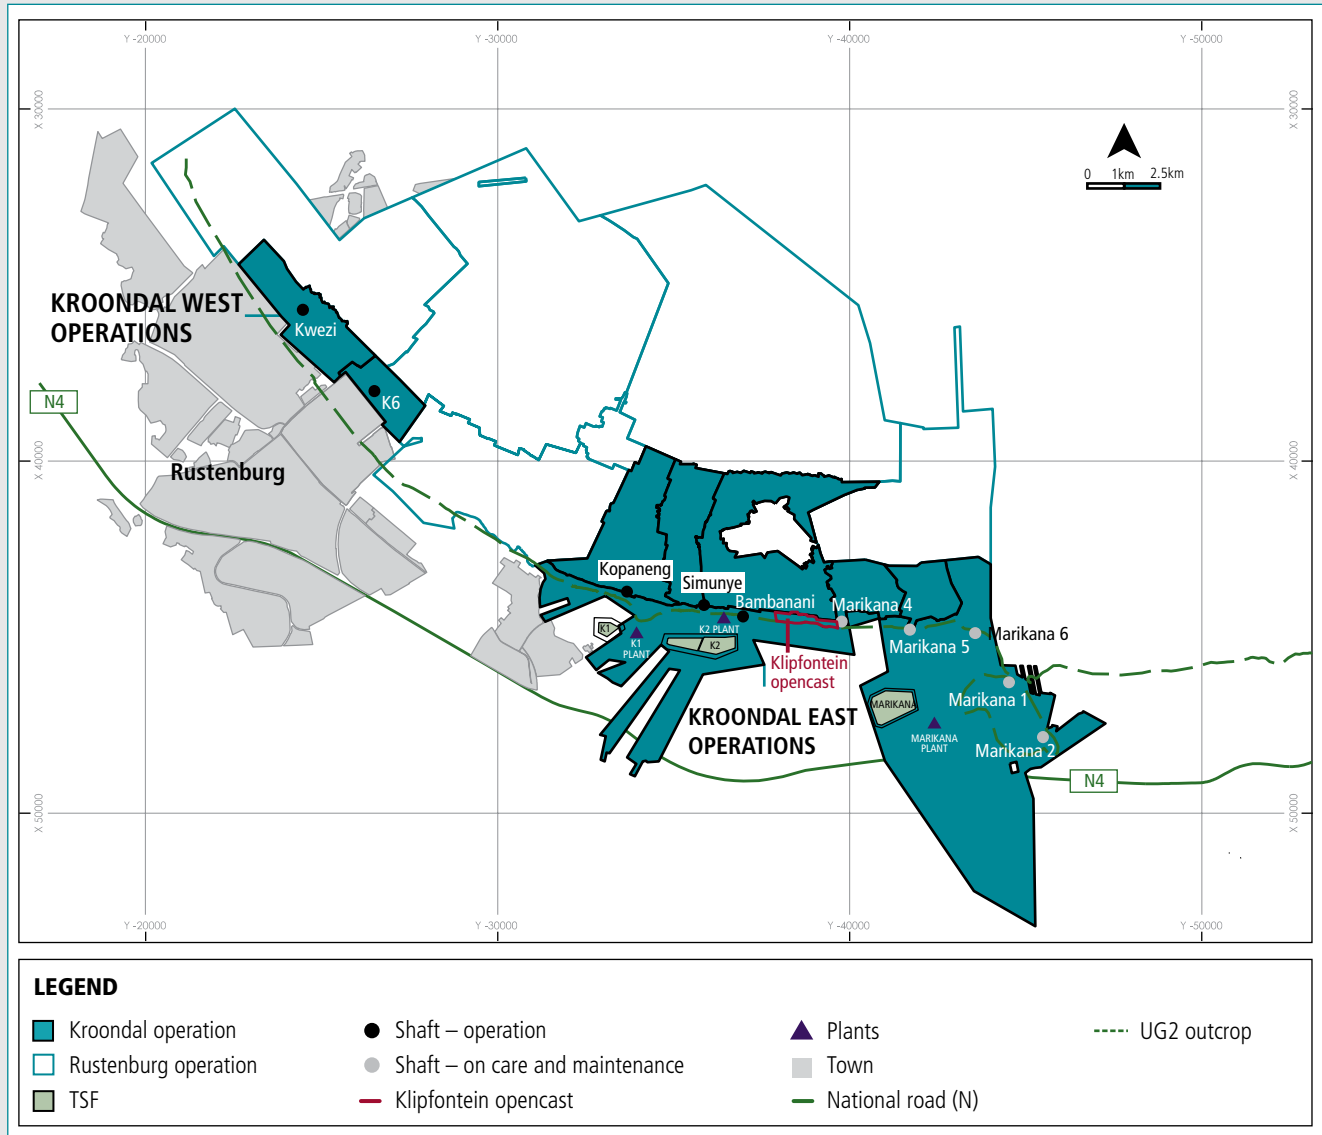 Y -20000
Y -30000
Y -40000
Y -50000
X 30000
X 30000
0 1km 2.5km
KROONDAL WEST
OPERATIONS
Kwezi
K6
N4
Rustenburg
X 40000
X 40000
Kopaneng
Simunye
Bambanani
Marikana 4
K1
K1
PLANT
K2 PLANT
K2
Marikana 5
Marikana 6
Klipfontein
opencast
Marikana 1
MARIKANA
KROONDAL EAST
OPERATIONS
MARIKANA
PLANT
Marikana 2
N4
X 50000
X 50000
Y -20000
Y -30000
Y -40000
Y -50000
LEGEND
Kroondal operation
Shaft – operation
Plants
UG2 outcrop
Rustenburg operation
Shaft – on care and maintenance
Town
TSF
Klipfontein opencast
National road (N)